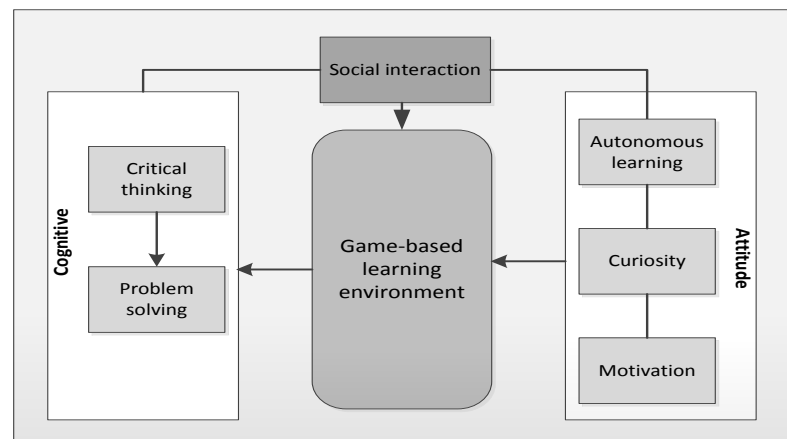 Social interaction
Cognitive
Critical
thinking
Problem
solving
Game-based
learning
environment
Autonomous
learning
Curiosity
Motivation
Attitude